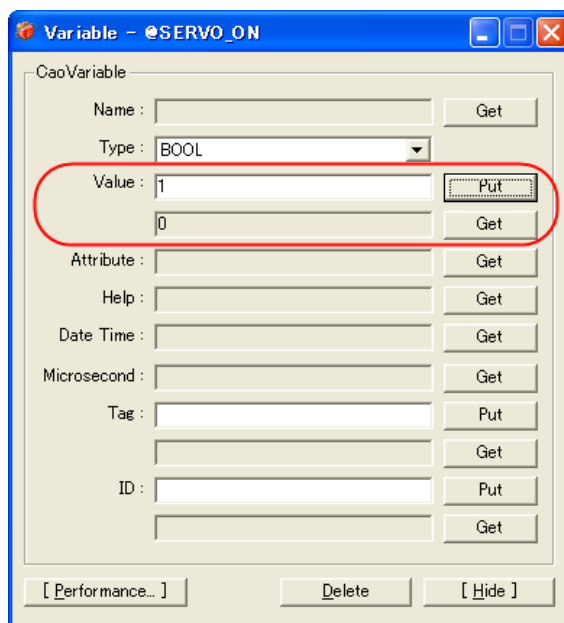 Variable - @SERVO_ON
CaoVariable
Name : Get
Type : BOOL
Value : 1 Put
0 Get
Attribute : Get
Help : Get
Date Time : Get
Microsecond : Get
Tag : Put
Get
ID : Put
Get
[ Performance... ] Delete [ Hide ]